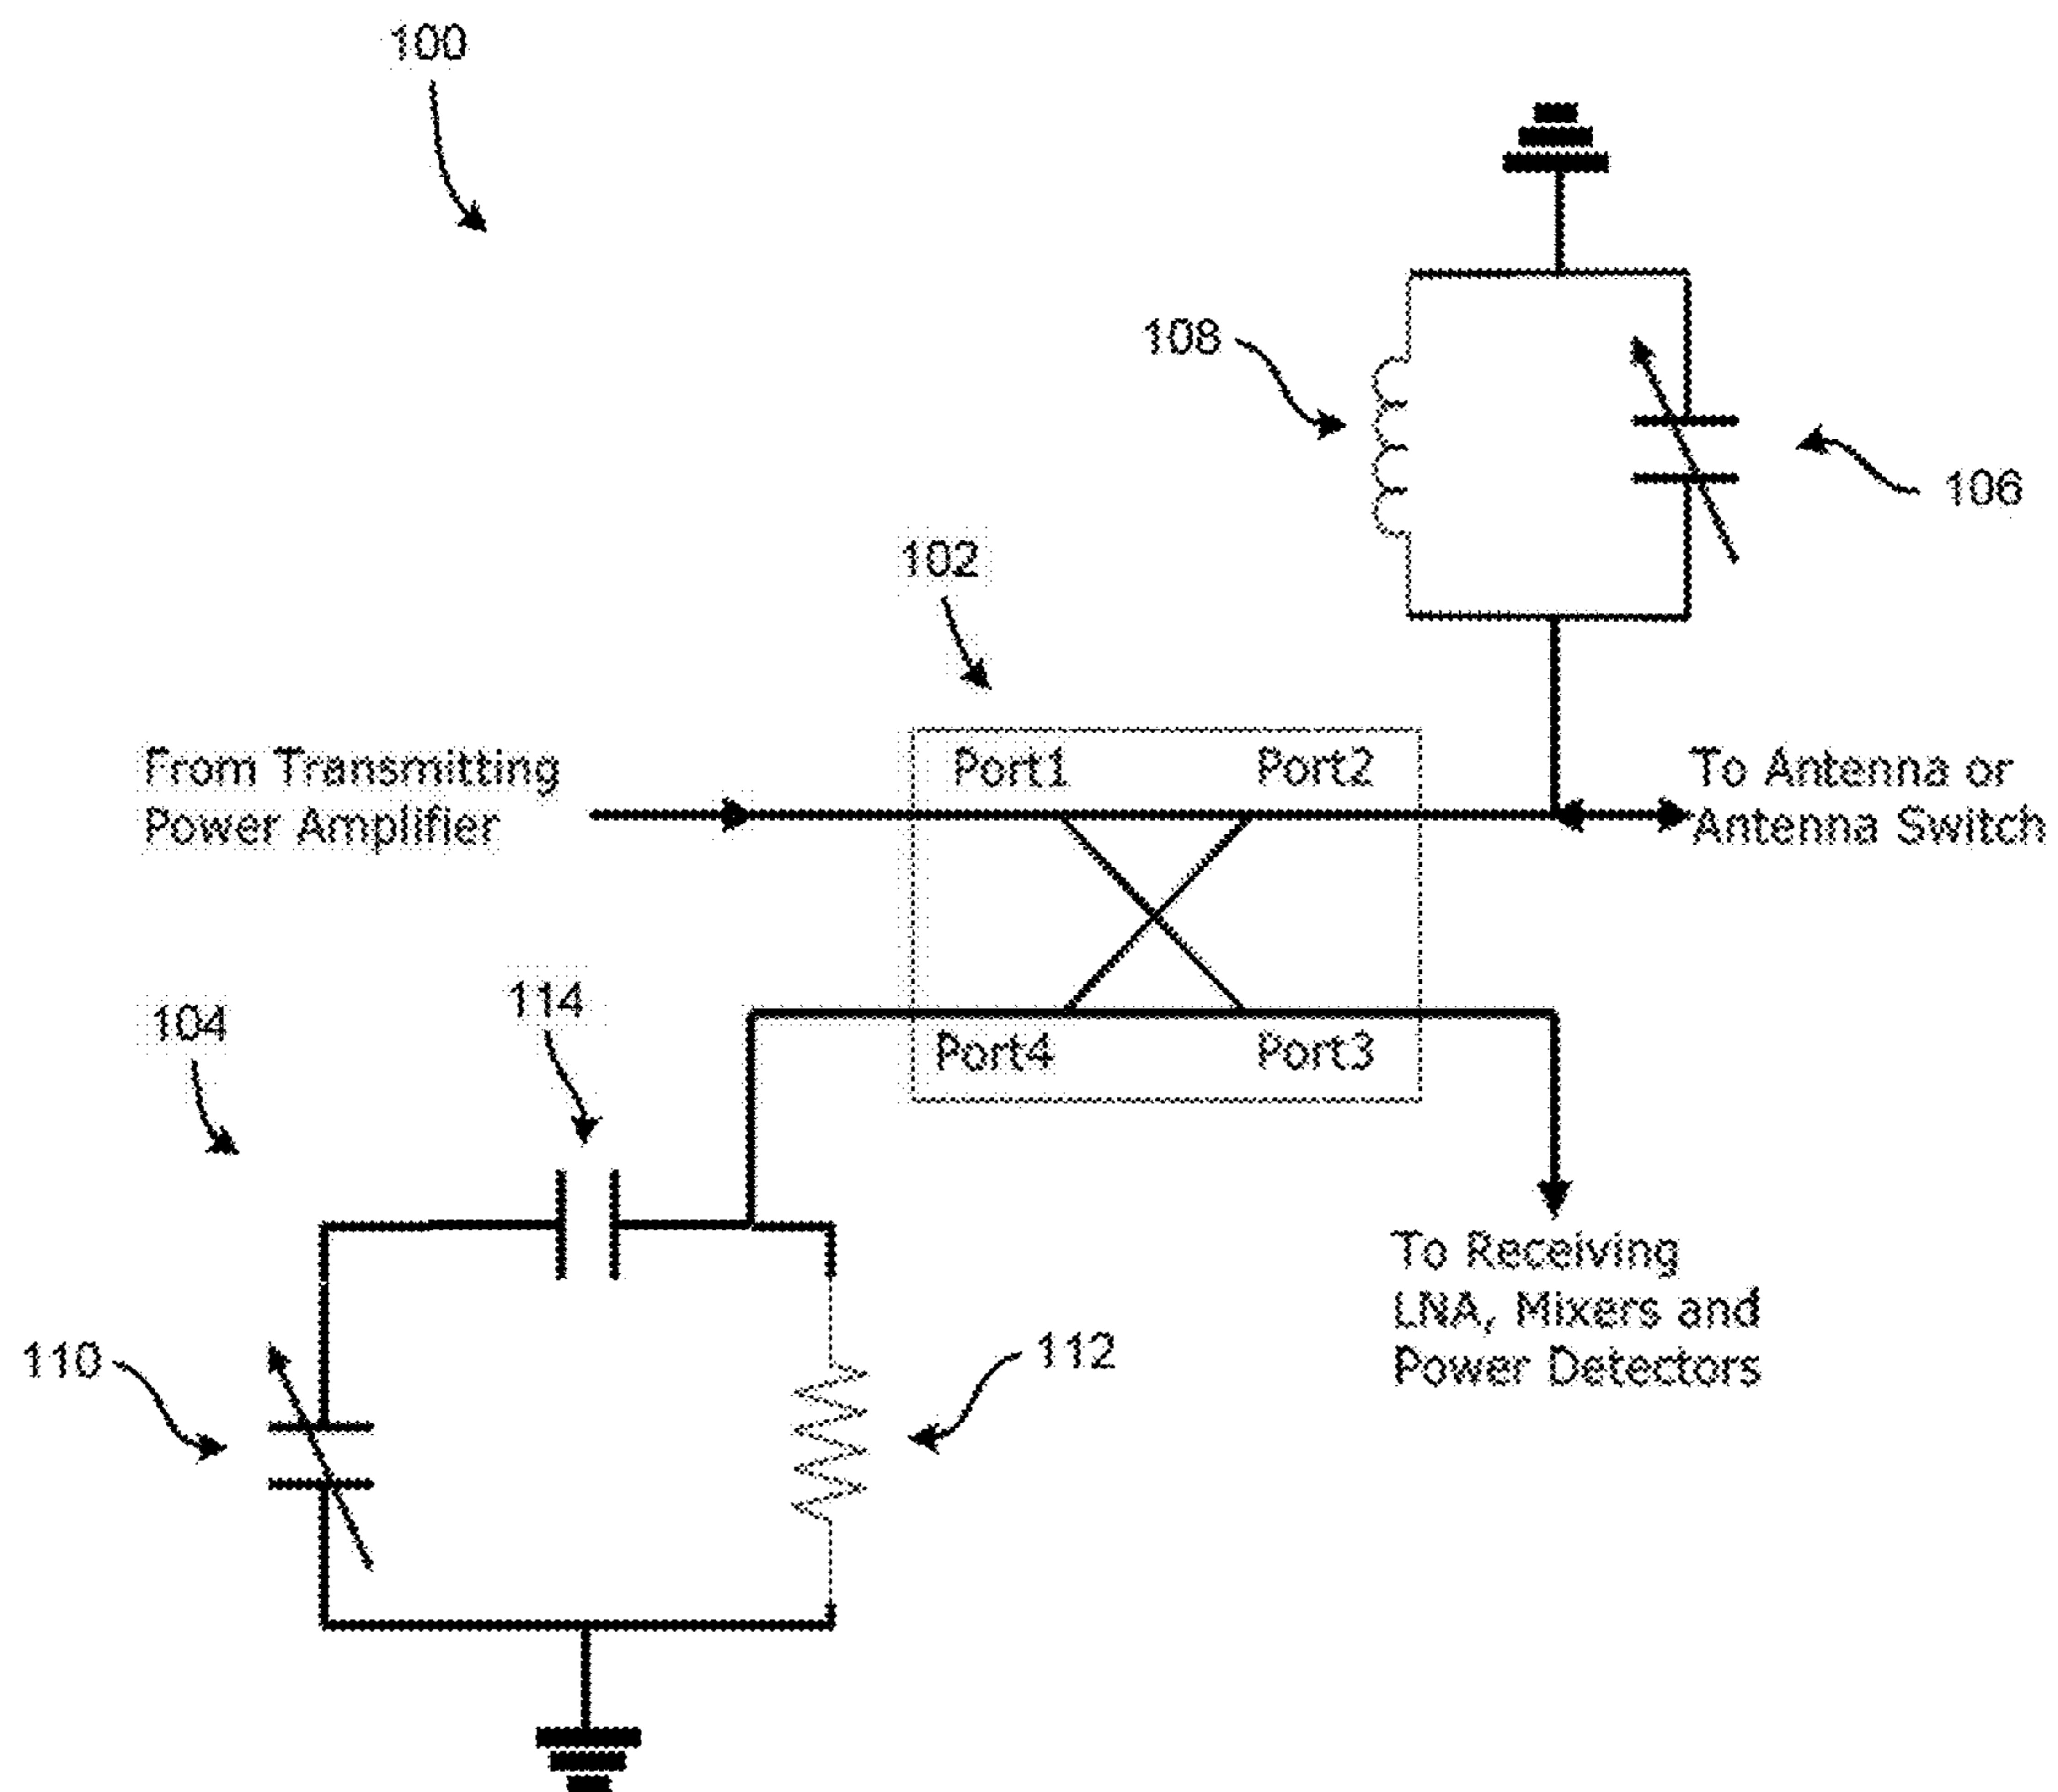 100
108
106
102
From Transmitting
Power Amplifier
Port1
Port2
To Antenna or
Antenna Switch
104
114
Port4
Port3
To Receiving
LNA, Mixers and
Power Detectors
110
112